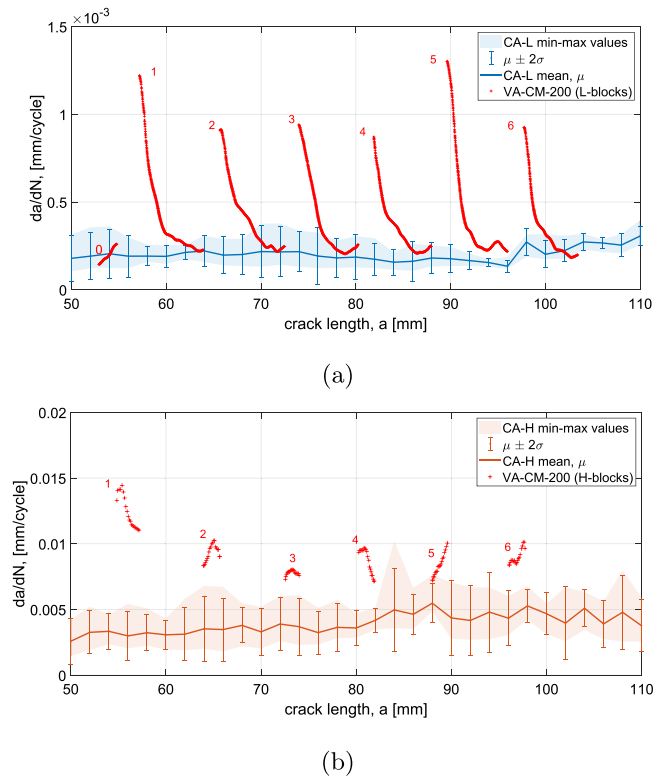 ×10⁻³
1.5
1
0.5
0
da/dN, [mm/cycle]
CA-L min-max values
μ ± 2σ
CA-L mean, μ
VA-CM-200 (L-blocks)
0
1
2
3
4
5
6
50 60 70 80 90 100 110
crack length, a [mm]
(a)
0.02
0.015
0.01
0.005
0
da/dN, [mm/cycle]
CA-H min-max values
μ ± 2σ
CA-H mean, μ
VA-CM-200 (H-blocks)
1
2
3
4
5
6
50 60 70 80 90 100 110
crack length, a [mm]
(b)